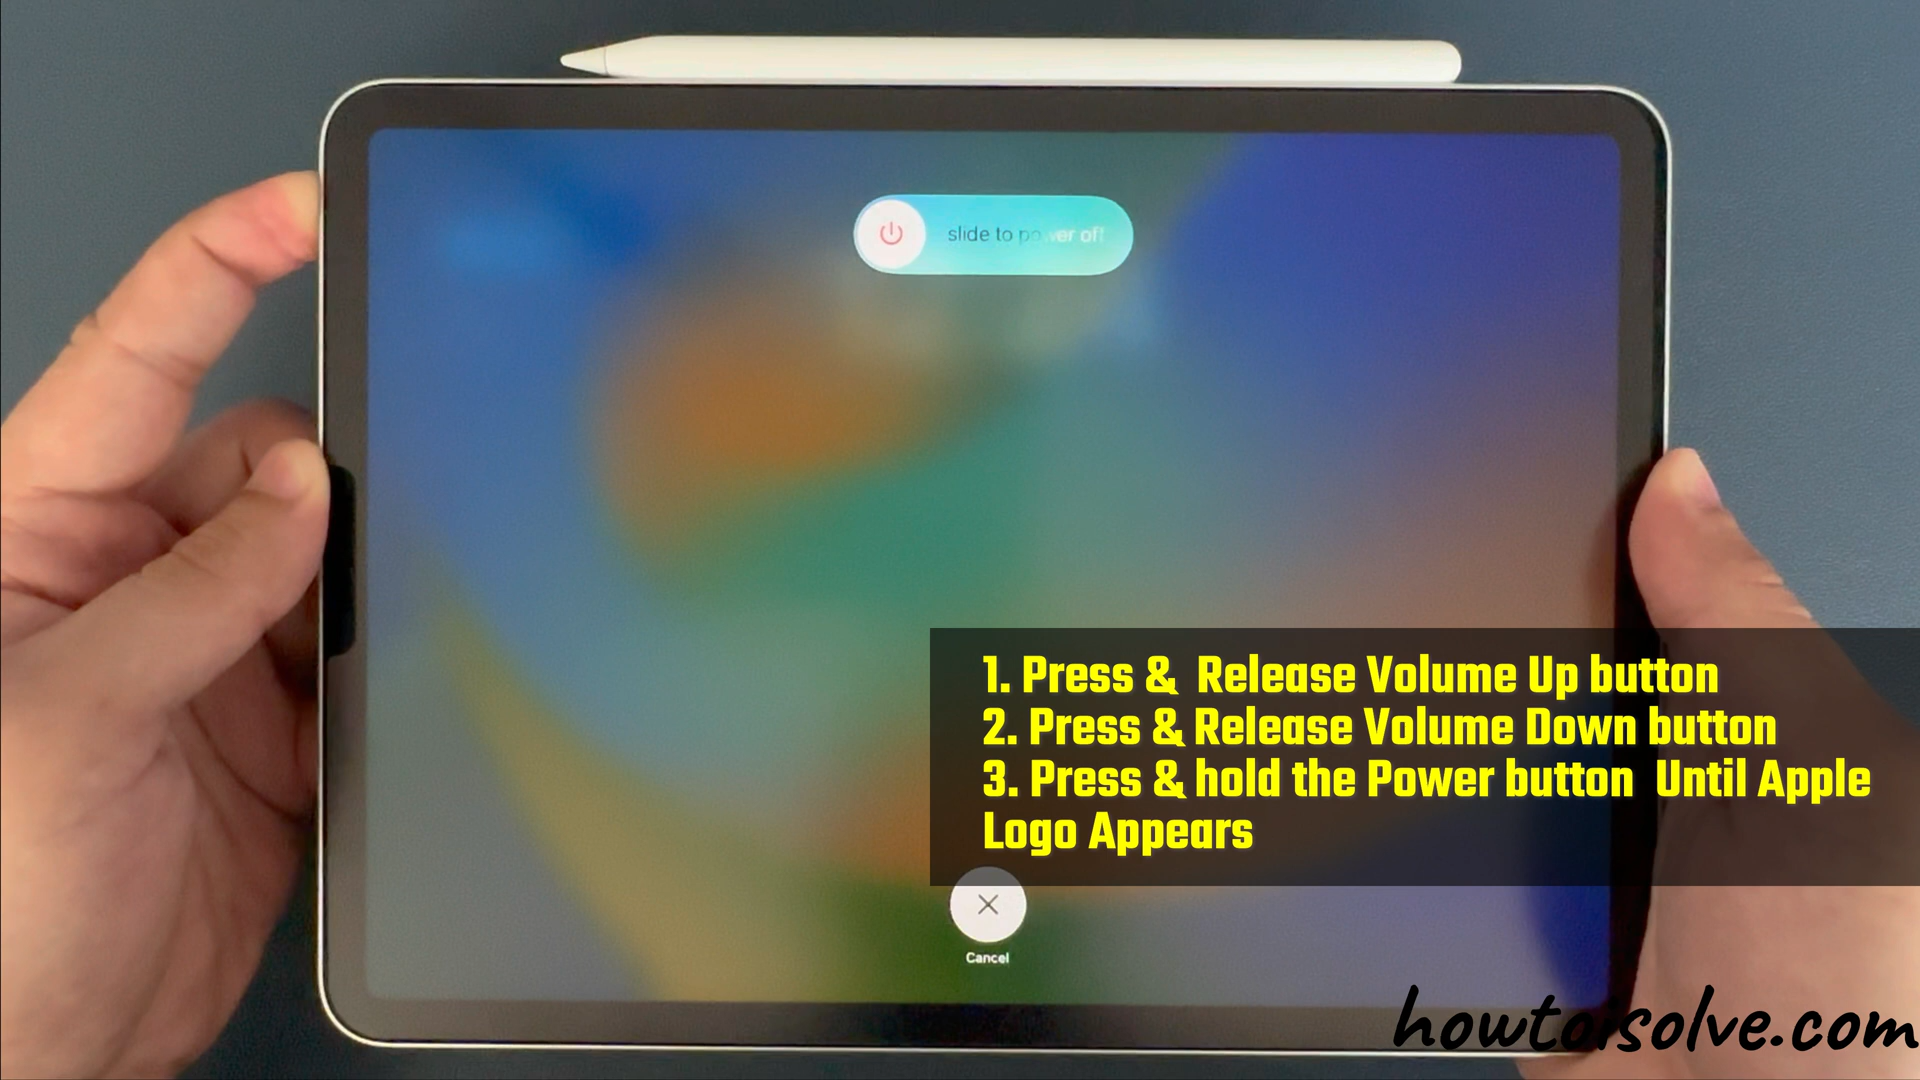 slide to power off
1. Press & Release Volume Up button
2. Press & Release Volume Down button
3. Press & hold the Power button Until Apple
Logo Appears
Cancel
howtoisolve.com